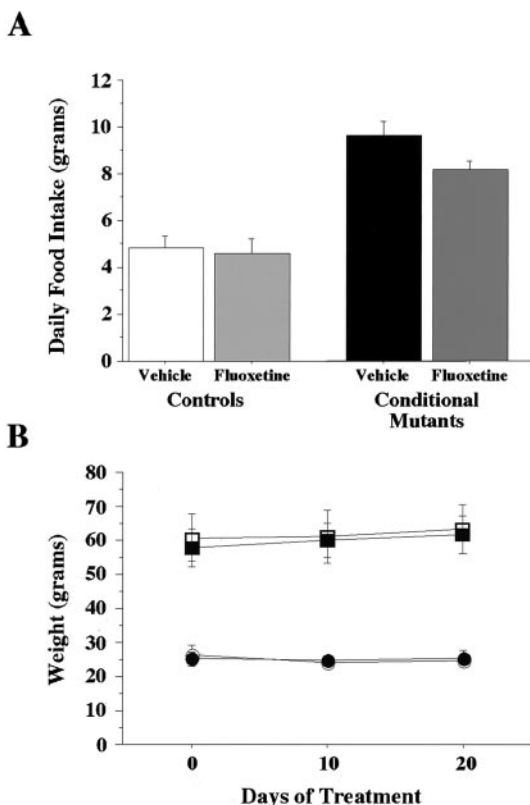 A
Daily Food Intake (grams)
12
10
8
6
4
2
0
Vehicle Fluoxetine Vehicle Fluoxetine
Controls Conditional
Mutants
B
Weight (grams)
80
70
60
50
40
30
20
10
0
0 10 20
Days of Treatment